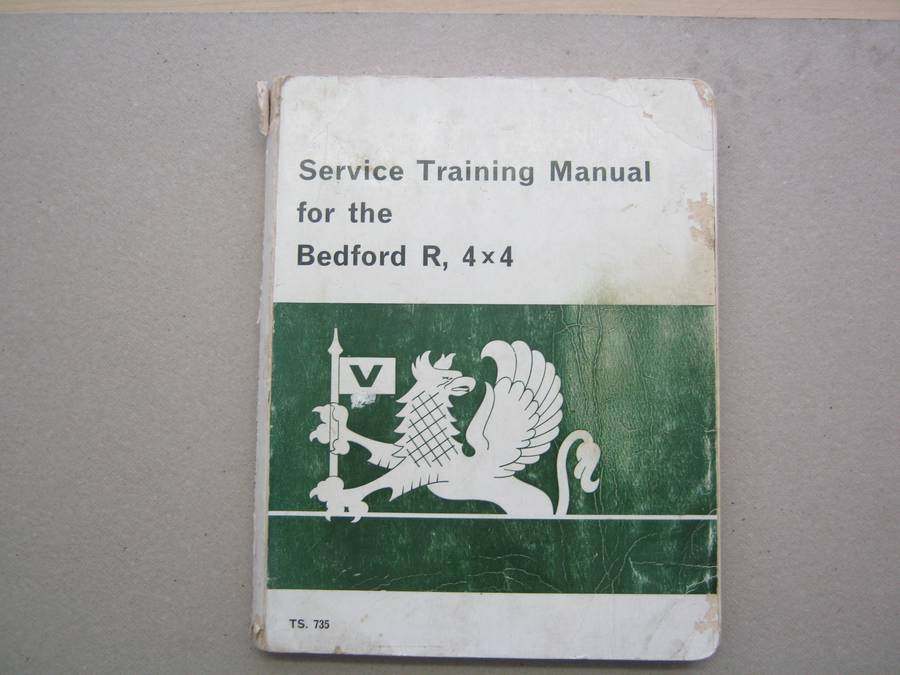 Service Training Manual
for the
Bedford R, 4×4
V
TS. 735